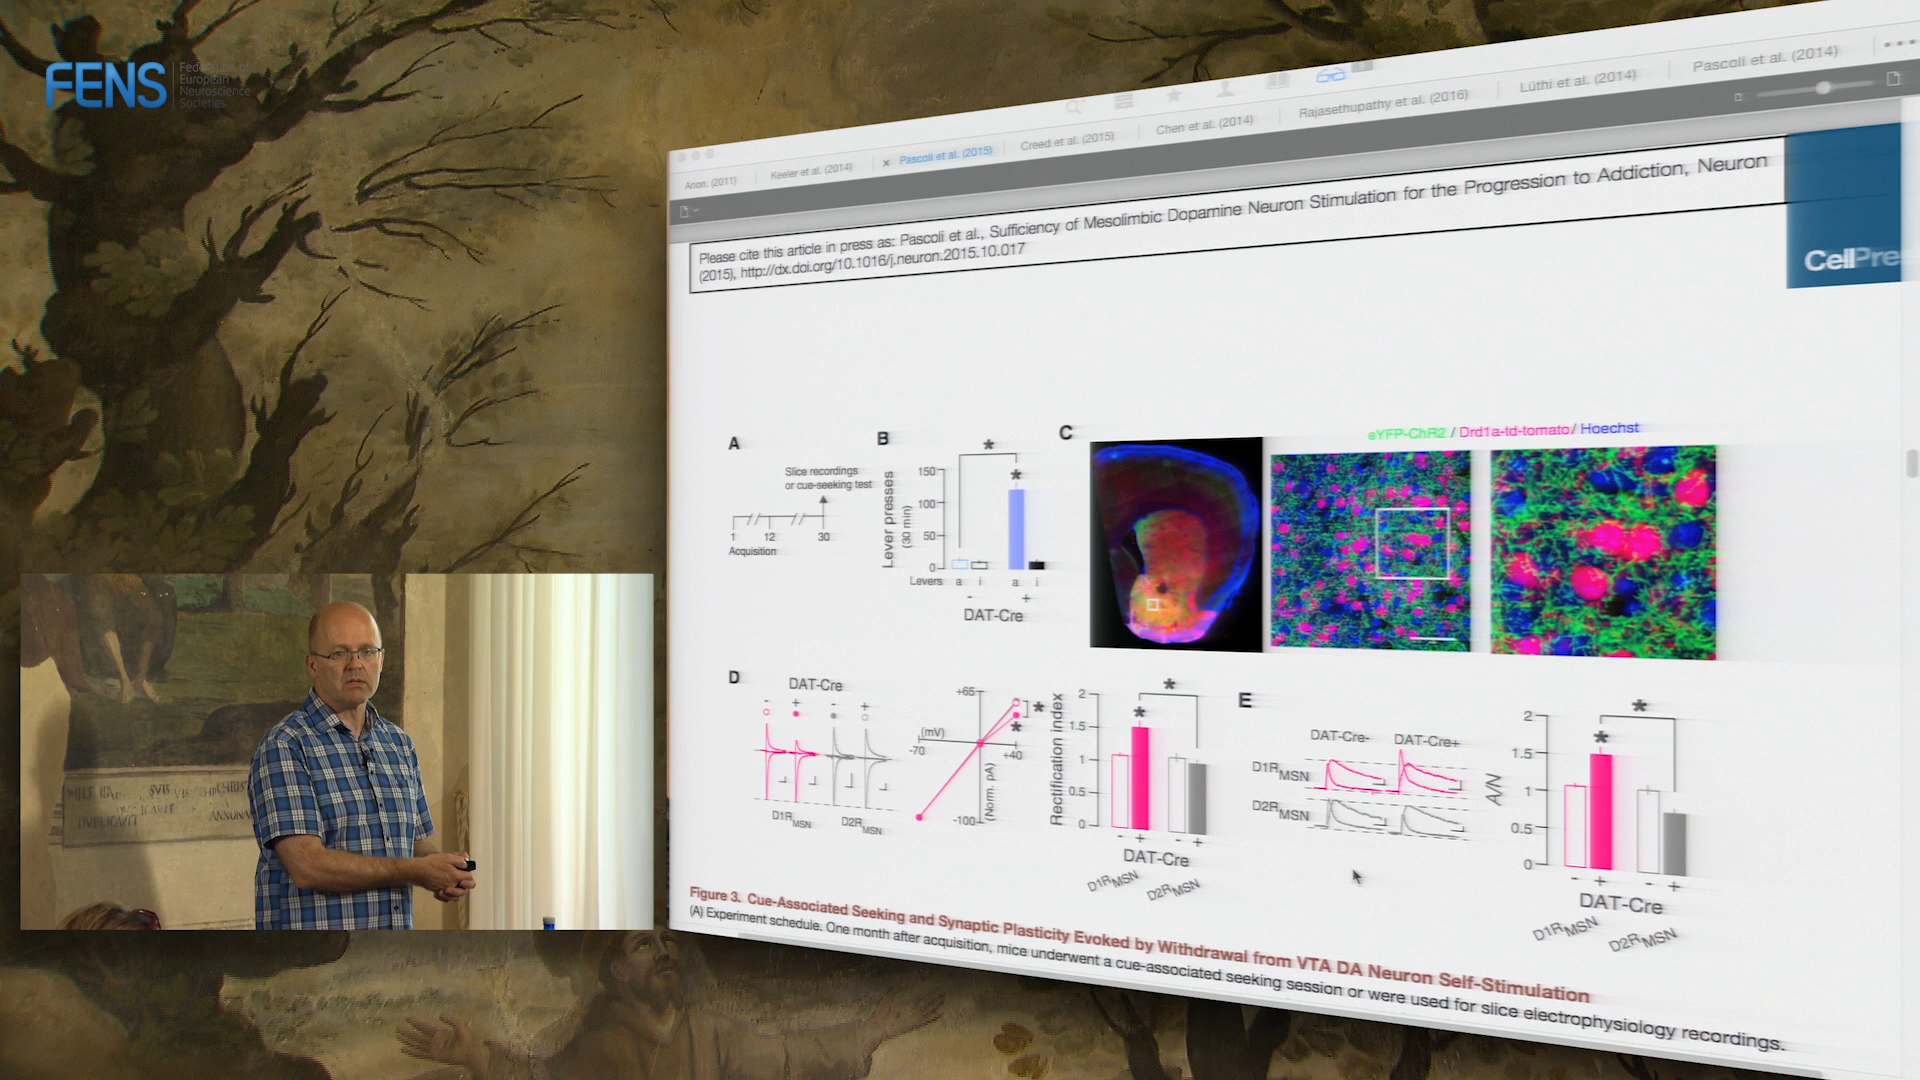 FENS
Federation of
European
Neuroscience
Societies
Anon. (2011)
Keeler et al. (2014)
× Pascoli et al. (2015)
Creed et al. (2015)
Chen et al. (2014)
Rajasethupathy et al. (2016)
Lüthi et al. (2014)
Pascoli et al. (2014)
Please cite this article in press as: Pascoli et al., Sufficiency of Mesolimbic Dopamine Neuron Stimulation for the Progression to Addiction, Neuron
(2015), http://dx.doi.org/10.1016/j.neuron.2015.10.017
CellPre
A
Slice recordings
or cue-seeking test
1 12 30
Acquisition
B
*
*
Lever presses
(30 min)
150
100
50
0
Levers a i a i
- +
DAT-Cre
C
eYFP-ChR2 / Drd1a-td-tomato / Hoechst
D
DAT-Cre
- + - +
D1RMSN D2RMSN
+65
(mV)
-70
+40
-100
(Norm. pA)
*
*
Rectification index
2
1.5
1
0.5
0
*
*
- + - +
DAT-Cre
D1RMSN D2RMSN
E
DAT-Cre- DAT-Cre+
D1RMSN
D2RMSN
A/N
2
1.5
1
0.5
0
*
*
- + - +
DAT-Cre
D1RMSN D2RMSN
Figure 3. Cue-Associated Seeking and Synaptic Plasticity Evoked by Withdrawal from VTA DA Neuron Self-Stimulation
(A) Experiment schedule. One month after acquisition, mice underwent a cue-associated seeking session or were used for slice electrophysiology recordings.